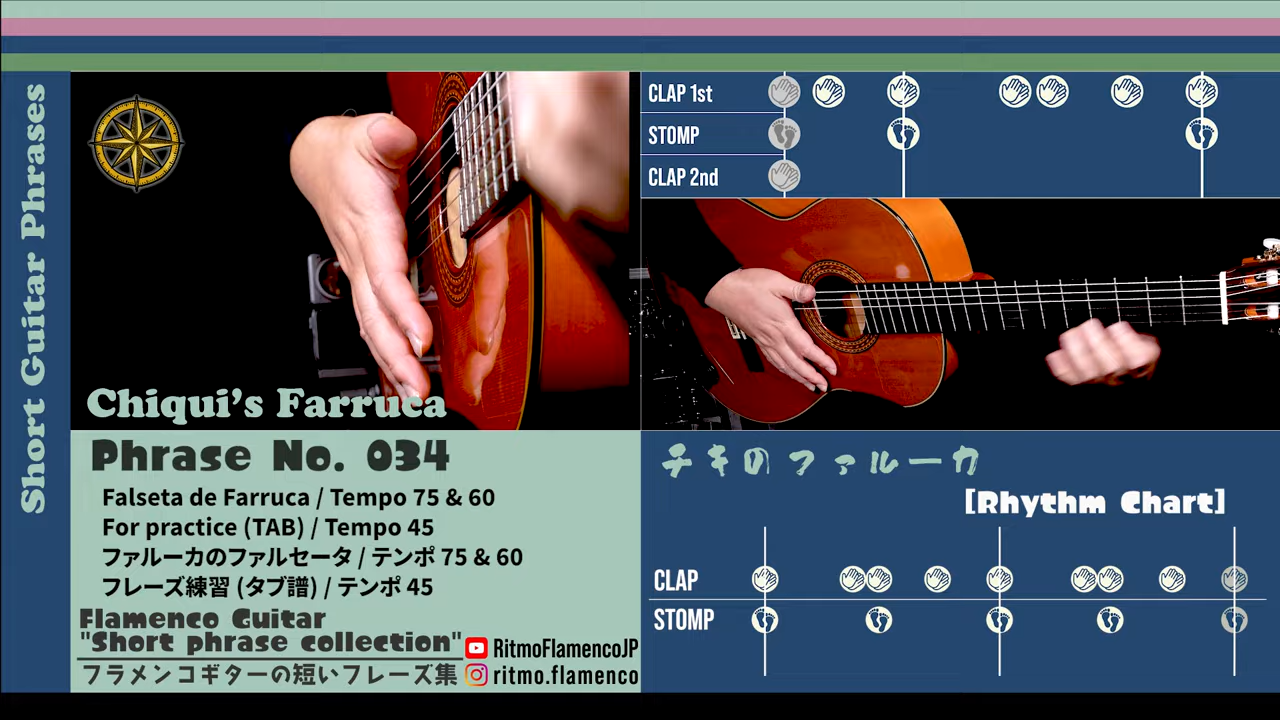 Short Guitar Phrases
CLAP 1st
STOMP
CLAP 2nd
Chiqui's Farruca
Phrase No. 034
Falseta de Farruca / Tempo 75 & 60
For practice (TAB) / Tempo 45
ファルーカのファルセータ / テンポ 75 & 60
フレーズ練習 (タブ譜) / テンポ 45
Flamenco Guitar
"Short phrase collection"
フラメンコギターの短いフレーズ集
RitmoFlamencoJP
ritmo.flamenco
チキのファルーカ
[Rhythm Chart]
CLAP
STOMP